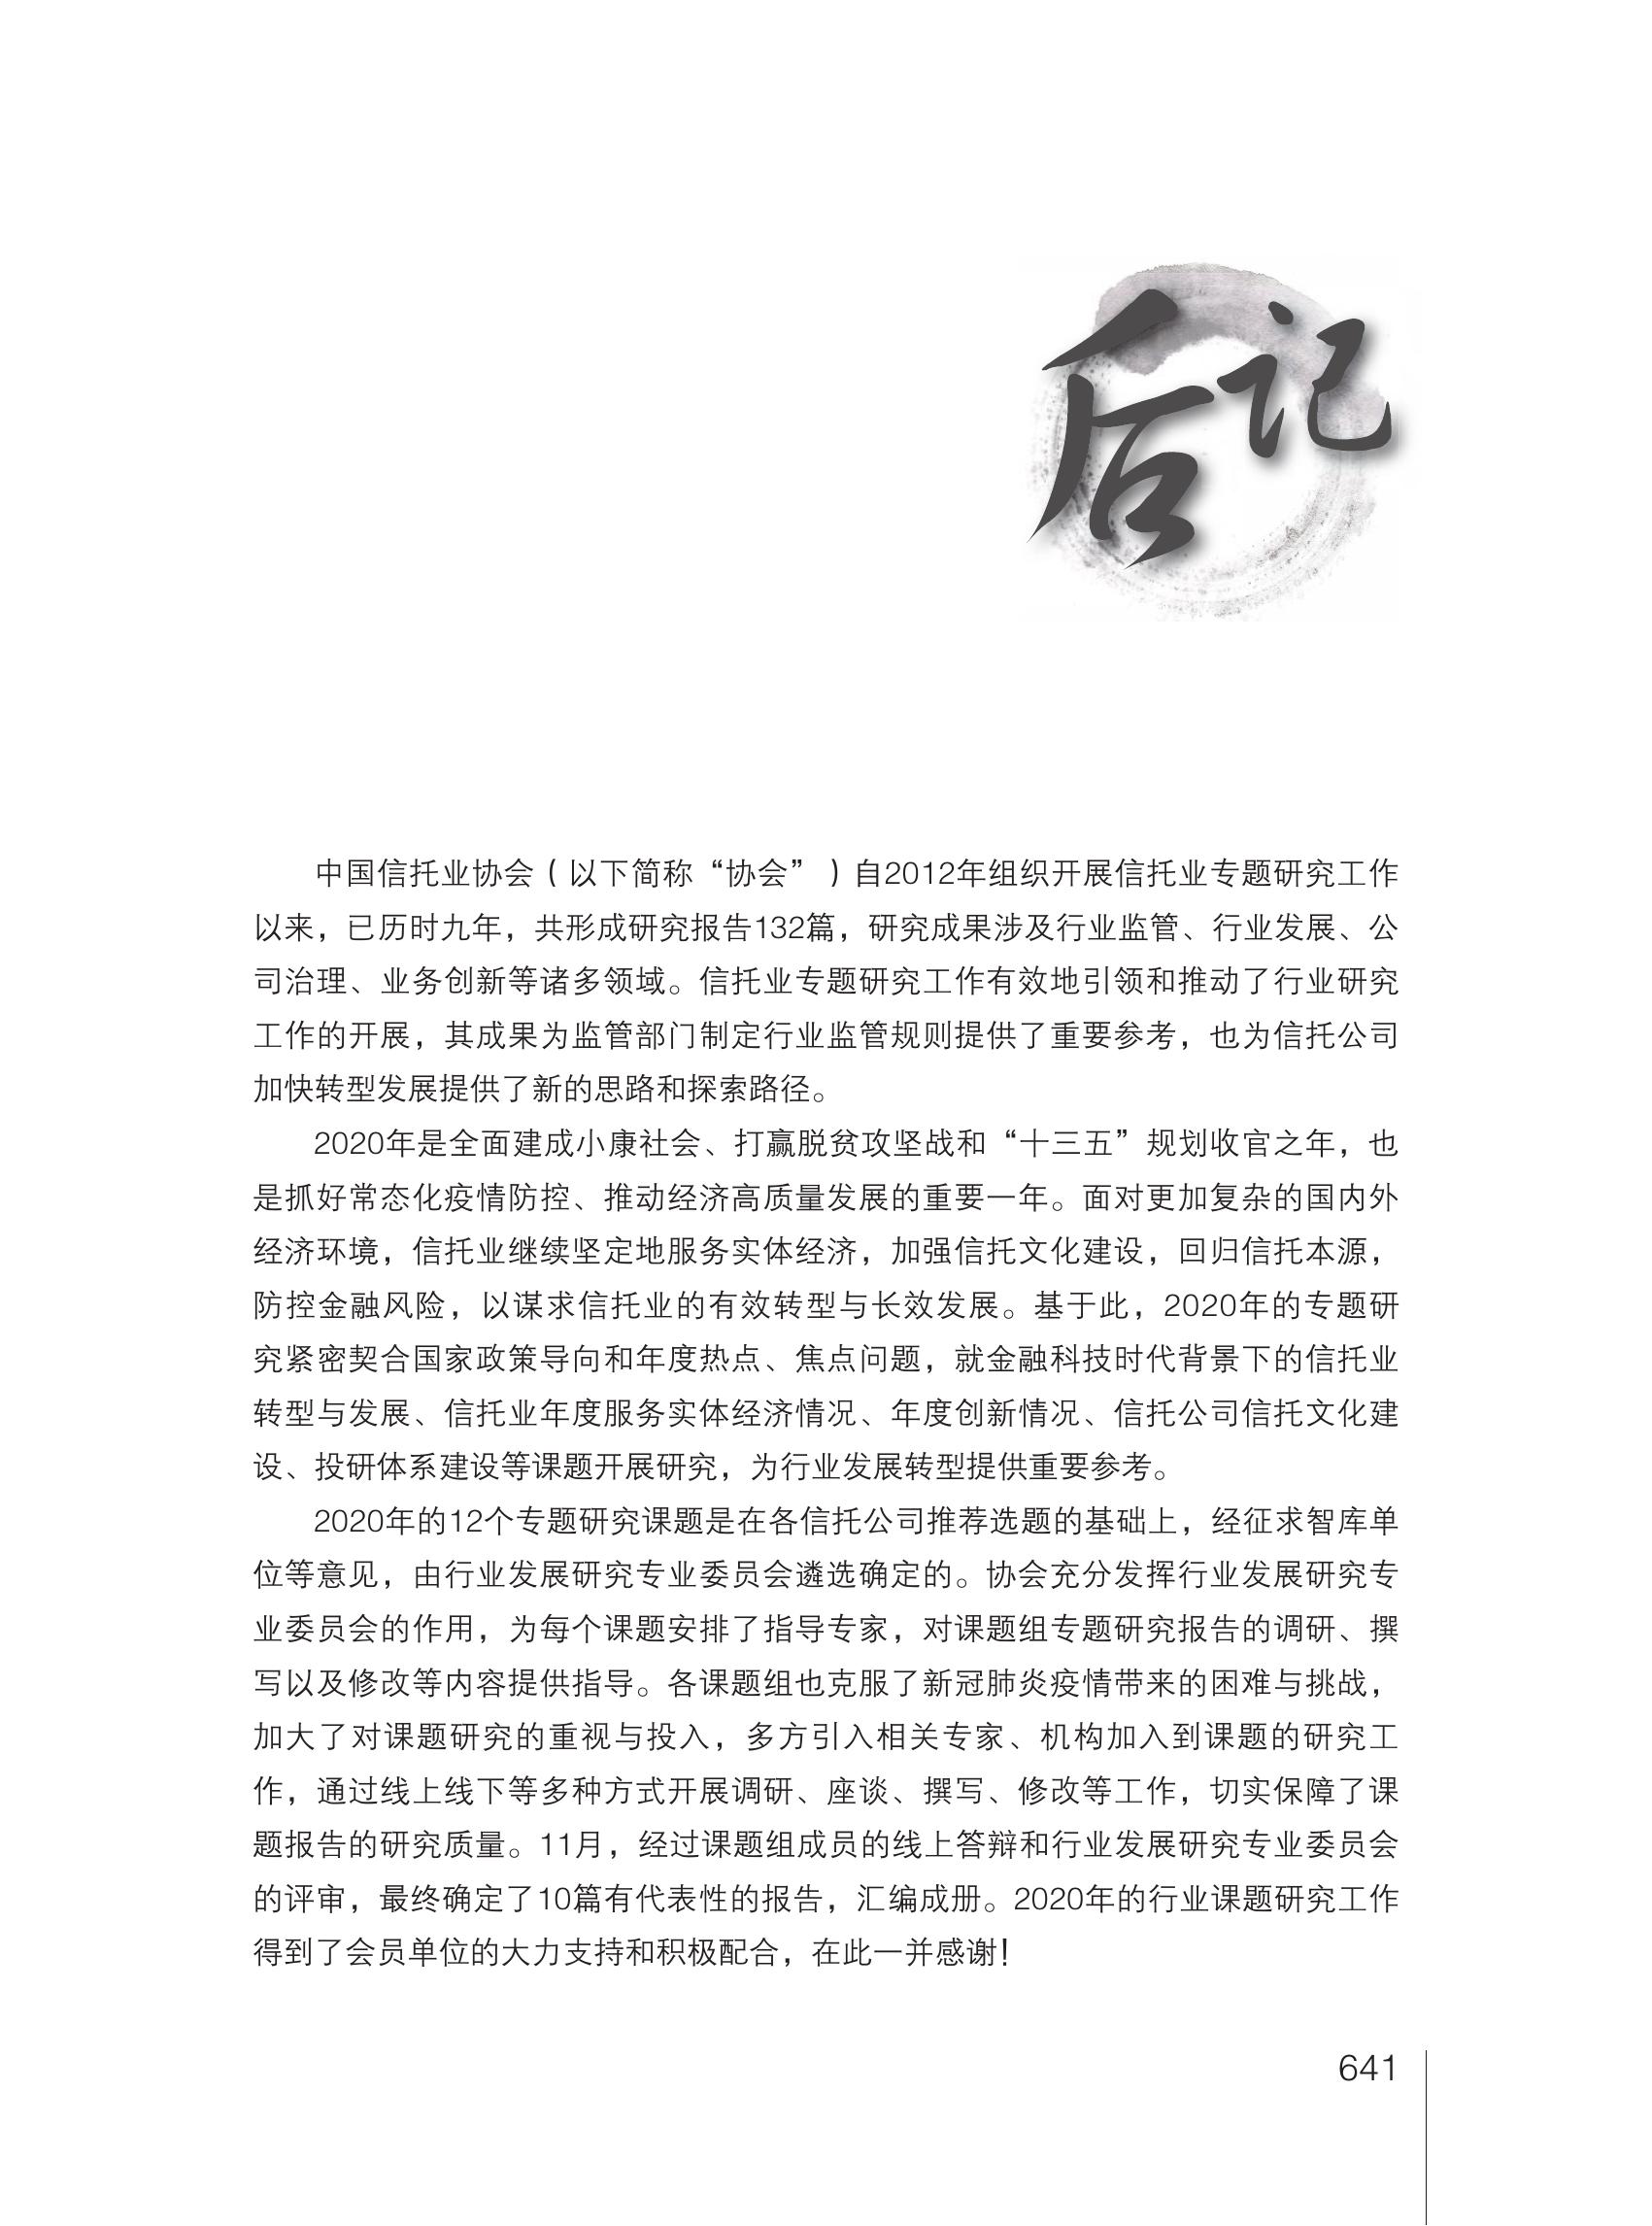 后记
中国信托业协会（以下简称“协会”）自2012年组织开展信托业专题研究工作
以来，已历时九年，共形成研究报告132篇，研究成果涉及行业监管、行业发展、公
司治理、业务创新等诸多领域。信托业专题研究工作有效地引领和推动了行业研究
工作的开展，其成果为监管部门制定行业监管规则提供了重要参考，也为信托公司
加快转型发展提供了新的思路和探索路径。
2020年是全面建成小康社会、打赢脱贫攻坚战和“十三五”规划收官之年，也
是抓好常态化疫情防控、推动经济高质量发展的重要一年。面对更加复杂的国内外
经济环境，信托业继续坚定地服务实体经济，加强信托文化建设，回归信托本源，
防控金融风险，以谋求信托业的有效转型与长效发展。基于此，2020年的专题研
究紧密契合国家政策导向和年度热点、焦点问题，就金融科技时代背景下的信托业
转型与发展、信托业年度服务实体经济情况、年度创新情况、信托公司信托文化建
设、投研体系建设等课题开展研究，为行业发展转型提供重要参考。
2020年的12个专题研究课题是在各信托公司推荐选题的基础上，经征求智库单
位等意见，由行业发展研究专业委员会遴选确定的。协会充分发挥行业发展研究专
业委员会的作用，为每个课题安排了指导专家，对课题组专题研究报告的调研、撰
写以及修改等内容提供指导。各课题组也克服了新冠肺炎疫情带来的困难与挑战，
加大了对课题研究的重视与投入，多方引入相关专家、机构加入到课题的研究工
作，通过线上线下等多种方式开展调研、座谈、撰写、修改等工作，切实保障了课
题报告的研究质量。11月，经过课题组成员的线上答辩和行业发展研究专业委员会
的评审，最终确定了10篇有代表性的报告，汇编成册。2020年的行业课题研究工作
得到了会员单位的大力支持和积极配合，在此一并感谢！
641